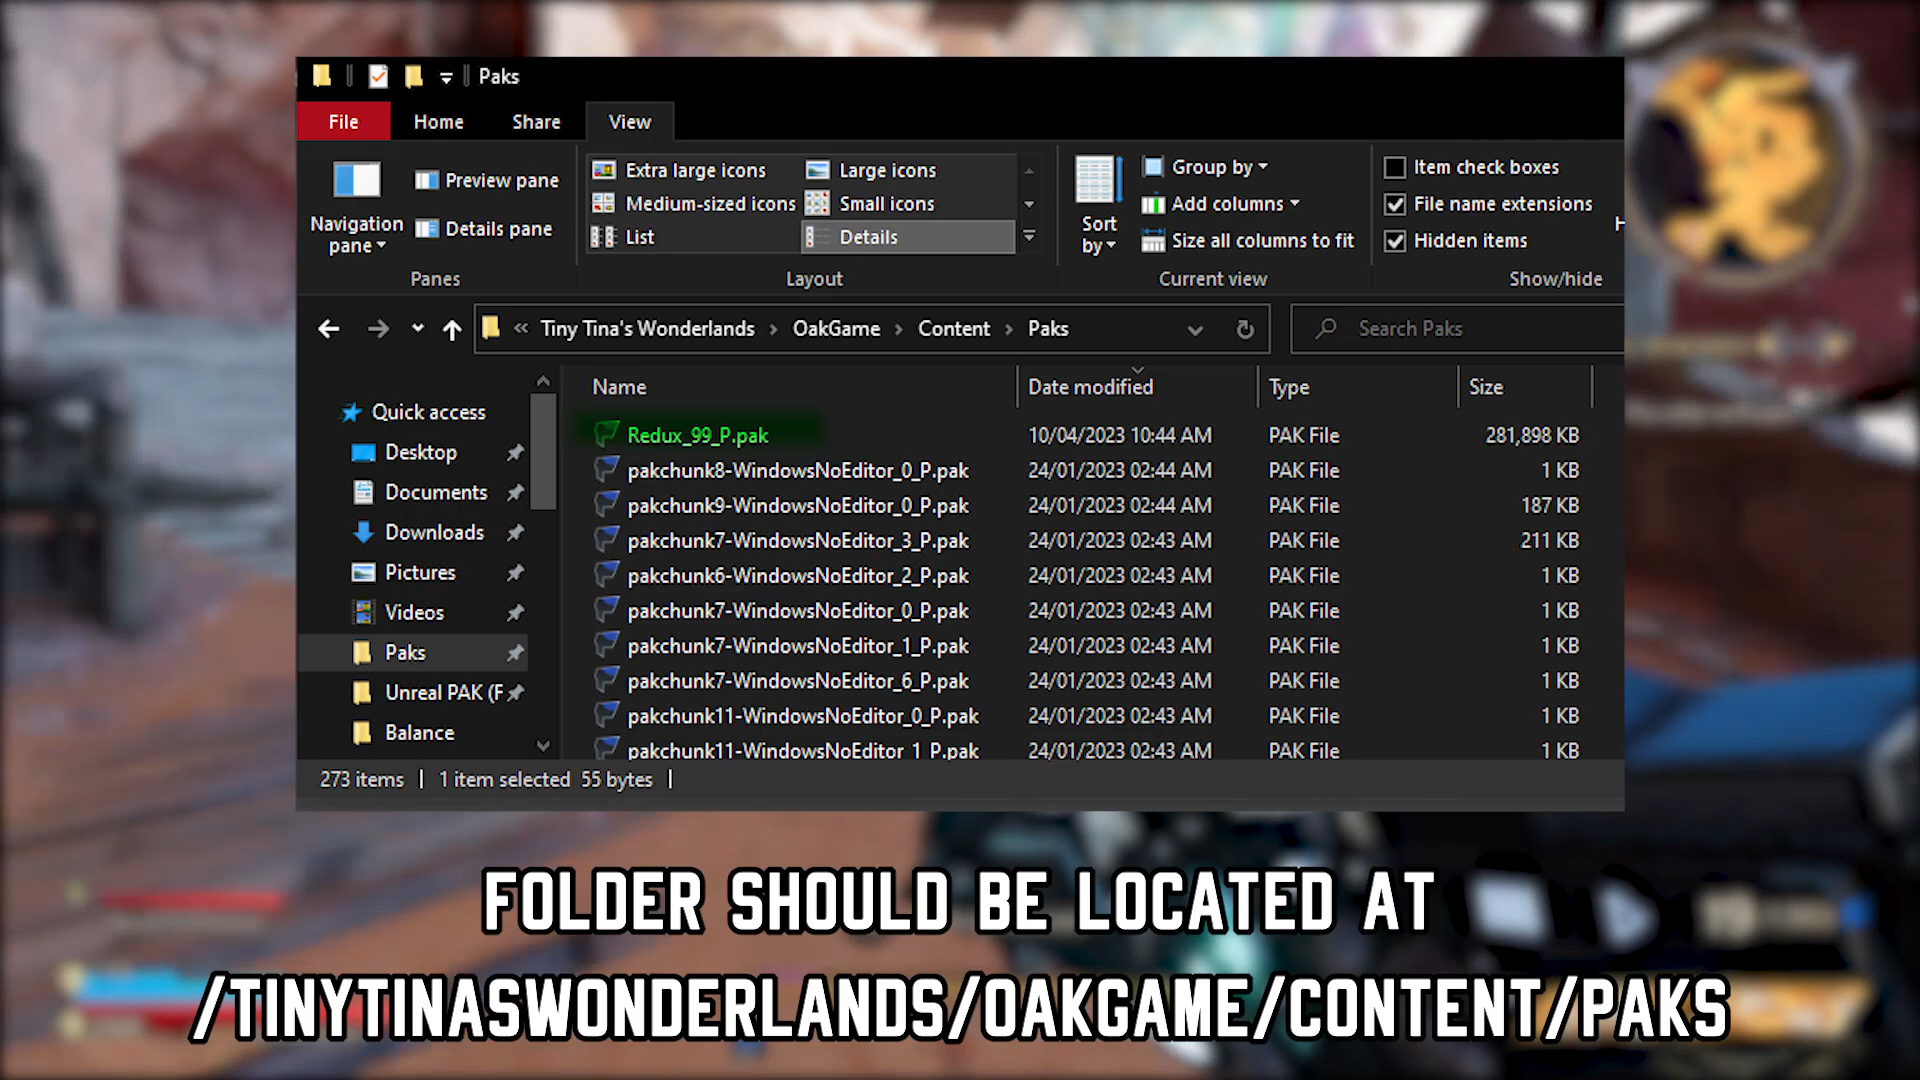 Paks
File Home Share View
Navigation pane
Preview pane
Details pane
Panes
Extra large icons Large icons
Medium-sized icons Small icons
List Details
Layout
Sort by
Group by
Add columns
Size all columns to fit
Current view
Item check boxes
File name extensions
Hidden items
Show/hide
« Tiny Tina's Wonderlands › OakGame › Content › Paks
Search Paks
Quick access
Desktop
Documents
Downloads
Pictures
Videos
Paks
Unreal PAK (F
Balance
Name Date modified Type Size
Redux_99_P.pak 10/04/2023 10:44 AM PAK File 281,898 KB
pakchunk8-WindowsNoEditor_0_P.pak 24/01/2023 02:44 AM PAK File 1 KB
pakchunk9-WindowsNoEditor_0_P.pak 24/01/2023 02:44 AM PAK File 187 KB
pakchunk7-WindowsNoEditor_3_P.pak 24/01/2023 02:43 AM PAK File 211 KB
pakchunk6-WindowsNoEditor_2_P.pak 24/01/2023 02:43 AM PAK File 1 KB
pakchunk7-WindowsNoEditor_0_P.pak 24/01/2023 02:43 AM PAK File 1 KB
pakchunk7-WindowsNoEditor_1_P.pak 24/01/2023 02:43 AM PAK File 1 KB
pakchunk7-WindowsNoEditor_6_P.pak 24/01/2023 02:43 AM PAK File 1 KB
pakchunk11-WindowsNoEditor_0_P.pak 24/01/2023 02:43 AM PAK File 1 KB
pakchunk11-WindowsNoEditor_1_P.pak 24/01/2023 02:43 AM PAK File 1 KB
273 items 1 item selected 55 bytes
FOLDER SHOULD BE LOCATED AT
/TINYTINASWONDERLANDS/OAKGAME/CONTENT/PAKS